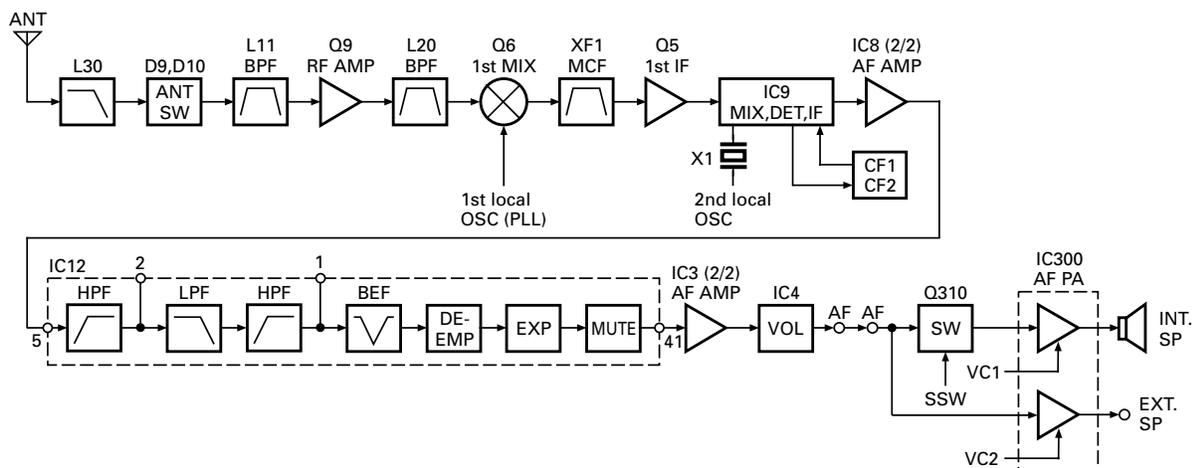 ANT
L30
D9,D10
ANT
SW
L11
BPF
Q9
RF AMP
L20
BPF
Q6
1st MIX
XF1
MCF
Q5
1st IF
IC9
MIX,DET,IF
IC8 (2/2)
AF AMP
X1
CF1
CF2
1st local
OSC (PLL)
2nd local
OSC
IC12
5
HPF
2
LPF
HPF
1
BEF
DE-
EMP
EXP
MUTE
41
IC3 (2/2)
AF AMP
IC4
VOL
AF
AF
Q310
SW
SSW
IC300
AF PA
VC1
INT.
SP
VC2
EXT.
SP